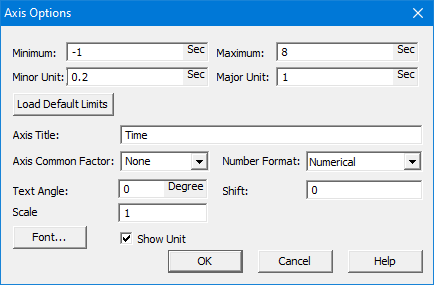 Axis Options
Minimum: -1 Sec Maximum: 8 Sec
Minor Unit: 0.2 Sec Major Unit: 1 Sec
Load Default Limits
Axis Title: Time
Axis Common Factor: None Number Format: Numerical
Text Angle: 0 Degree Shift: 0
Scale 1
Font... Show Unit
OK Cancel Help